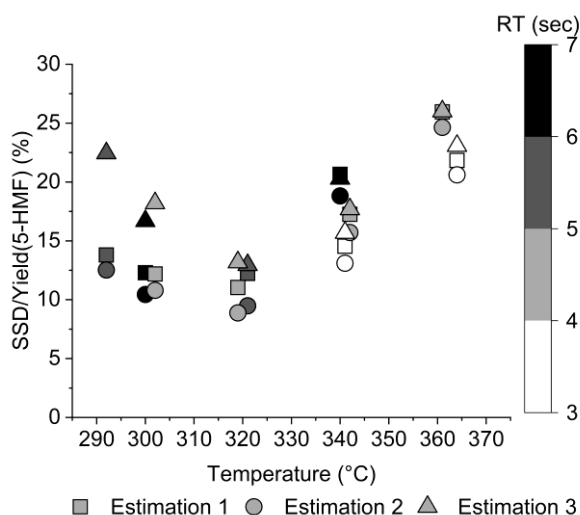 RT (sec)
7
6
5
4
3
SSD/Yield(5-HMF) (%)
30
25
20
15
10
5
0
290 300 310 320 330 340 350 360 370
Temperature (°C)
Estimation 1 Estimation 2 Estimation 3